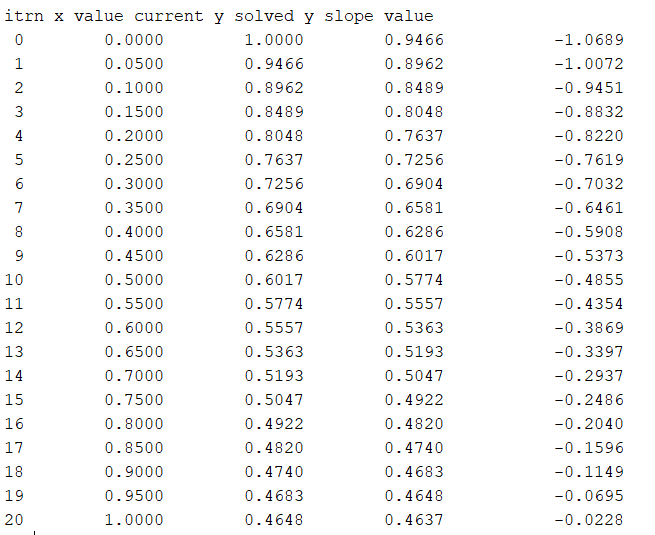 itrn x value current y solved y slope value
0 0.0000 1.0000 0.9466 -1.0689
1 0.0500 0.9466 0.8962 -1.0072
2 0.1000 0.8962 0.8489 -0.9451
3 0.1500 0.8489 0.8048 -0.8832
4 0.2000 0.8048 0.7637 -0.8220
5 0.2500 0.7637 0.7256 -0.7619
6 0.3000 0.7256 0.6904 -0.7032
7 0.3500 0.6904 0.6581 -0.6461
8 0.4000 0.6581 0.6286 -0.5908
9 0.4500 0.6286 0.6017 -0.5373
10 0.5000 0.6017 0.5774 -0.4855
11 0.5500 0.5774 0.5557 -0.4354
12 0.6000 0.5557 0.5363 -0.3869
13 0.6500 0.5363 0.5193 -0.3397
14 0.7000 0.5193 0.5047 -0.2937
15 0.7500 0.5047 0.4922 -0.2486
16 0.8000 0.4922 0.4820 -0.2040
17 0.8500 0.4820 0.4740 -0.1596
18 0.9000 0.4740 0.4683 -0.1149
19 0.9500 0.4683 0.4648 -0.0695
20 1.0000 0.4648 0.4637 -0.0228